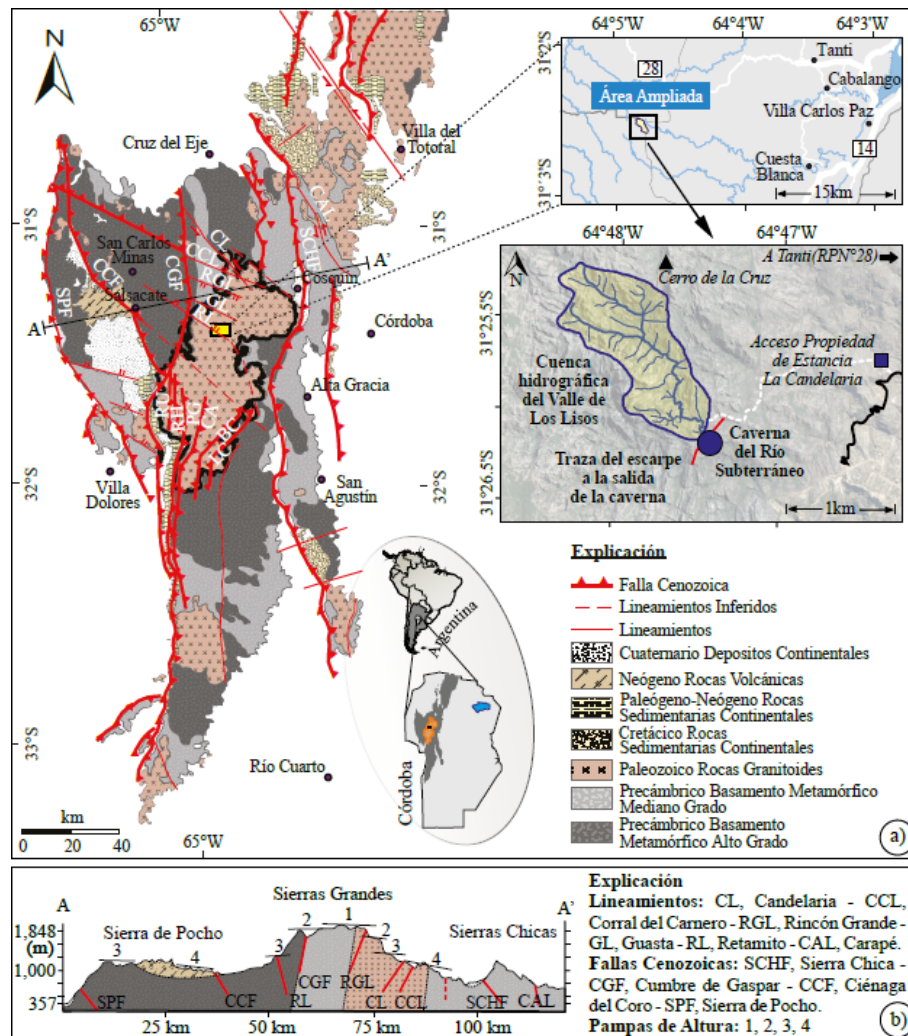 65°W
N
Cruz del Eje
Villa del
Totoral
31°S
31°S
San Carlos
Minas
Salsacate
CL
CCL
RGL
CAL
SCHF
CGF
CCF
SPF
A
A'
Cosquín
Córdoba
Alta Gracia
32°S
32°S
Villa
Dolores
San
Agustín
33°S
Río Cuarto
km
0 20 40
65°W
64°5'W
64°4'W
64°3'W
31°2'S
31°3'S
28
Tanti
Cabalango
Área Ampliada
Villa Carlos Paz
14
Cuesta
Blanca
15km
64°48'W
64°47'W
N
A Tanti(RPN°28)
Cerro de la Cruz
31°25.5'S
31°26.5'S
Acceso Propiedad
de Estancia
La Candelaria
Cuenca
hidrográfica
del Valle de
Los Lisos
Caverna
del Río
Subterráneo
Traza del escarpe
a la salida
de la caverna
1km
Argentina
Córdoba
Explicación
Falla Cenozoica
Lineamientos Inferidos
Lineamientos
Cuaternario Depositos Continentales
Neógeno Rocas Volcánicas
Paleógeno-Neógeno Rocas
Sedimentarias Continentales
Cretácico Rocas
Sedimentarias Continentales
Paleozoico Rocas Granitoides
Precámbrico Basamento Metamórfico
Mediano Grado
Precámbrico Basamento
Metamórfico Alto Grado
a)
A
A'
Sierras Grandes
Sierra de Pocho
Sierras Chicas
1,848
(m)
1,000
357
3 4 3 2 1 2 3 4
SPF CCF RL CGF RGL CL CCL SCHF CAL
25 km 50 km 75 km 100 km
Explicación
Lineamientos: CL, Candelaria - CCL,
Corral del Carnero - RGL, Rincón Grande -
GL, Guasta - RL, Retamito - CAL, Carapé.
Fallas Cenozoicas: SCHF, Sierra Chica -
CGF, Cumbre de Gaspar - CCF, Ciénaga
del Coro - SPF, Sierra de Pocho.
Pampas de Altura: 1, 2, 3, 4
b)